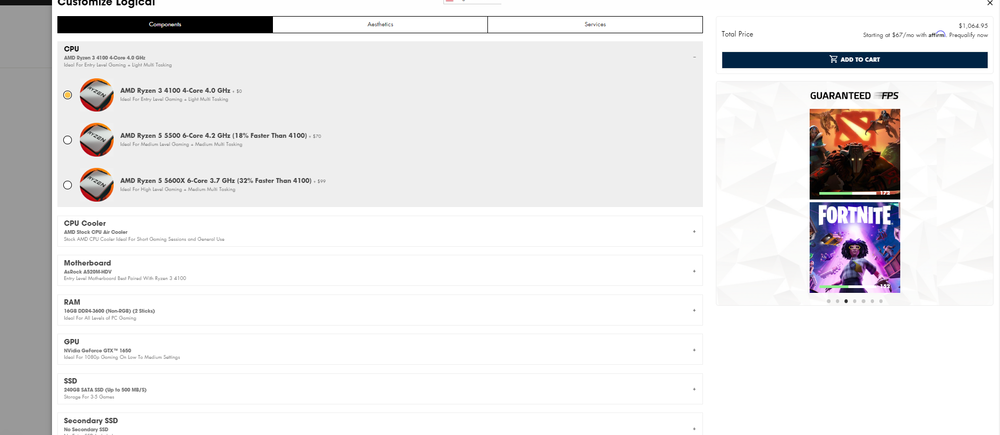 Customize Logical
Components
Aesthetics
Services
CPU
AMD Ryzen 3 4100 4-Core 4.0 GHz
Ideal For Entry Level Gaming + Light Multi Tasking
-
AMD Ryzen 3 4100 4-Core 4.0 GHz + $0
Ideal For Entry Level Gaming + Light Multi Tasking
AMD Ryzen 5 5500 6-Core 4.2 GHz (18% Faster Than 4100) + $70
Ideal For Medium Level Gaming + Medium Multi Tasking
AMD Ryzen 5 5600X 6-Core 3.7 GHz (32% Faster Than 4100) + $99
Ideal For High Level Gaming + Medium Multi Tasking
CPU Cooler
AMD Stock CPU Air Cooler
Stock AMD CPU Cooler Ideal For Short Gaming Sessions and General Use
+
Motherboard
AsRock A520M-HDV
Entry Level Motherboard Best Paired With Ryzen 3 4100
+
RAM
16GB DDR4-3600 (Non-RGB) (2 Sticks)
Ideal For All Levels of PC Gaming
+
GPU
NVidia GeForce GTX™ 1650
Ideal For 1080p Gaming On Low To Medium Settings
+
SSD
240GB SATA SSD (Up to 500 MB/S)
Storage For 3-5 Games
+
Secondary SSD
No Secondary SSD
+
Total Price
$1,064.95
Starting at $67/mo with affirm. Prequalify now
ADD TO CART
GUARANTEED FPS
173
FORTNITE
142